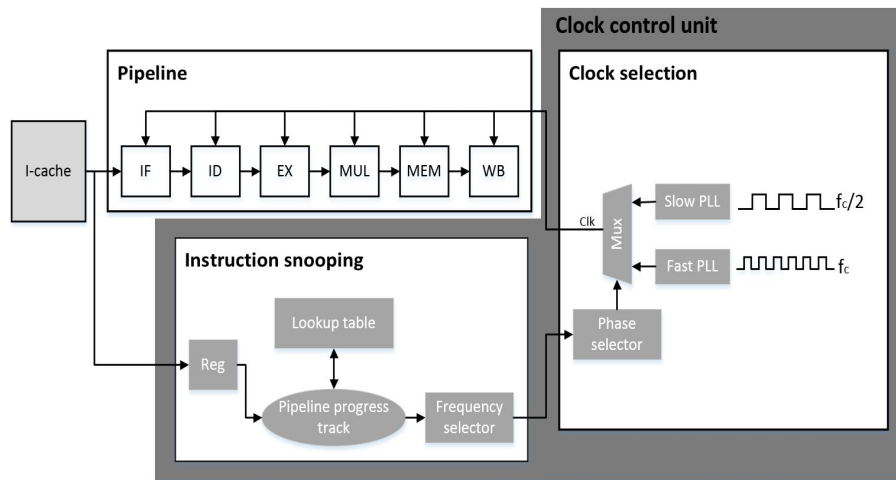 Clock control unit
Pipeline
Clock selection
I-cache
IF
ID
EX
MUL
MEM
WB
Clk
Mux
Slow PLL
fc/2
Fast PLL
fc
Phase
selector
Instruction snooping
Lookup table
Reg
Pipeline progress
track
Frequency
selector